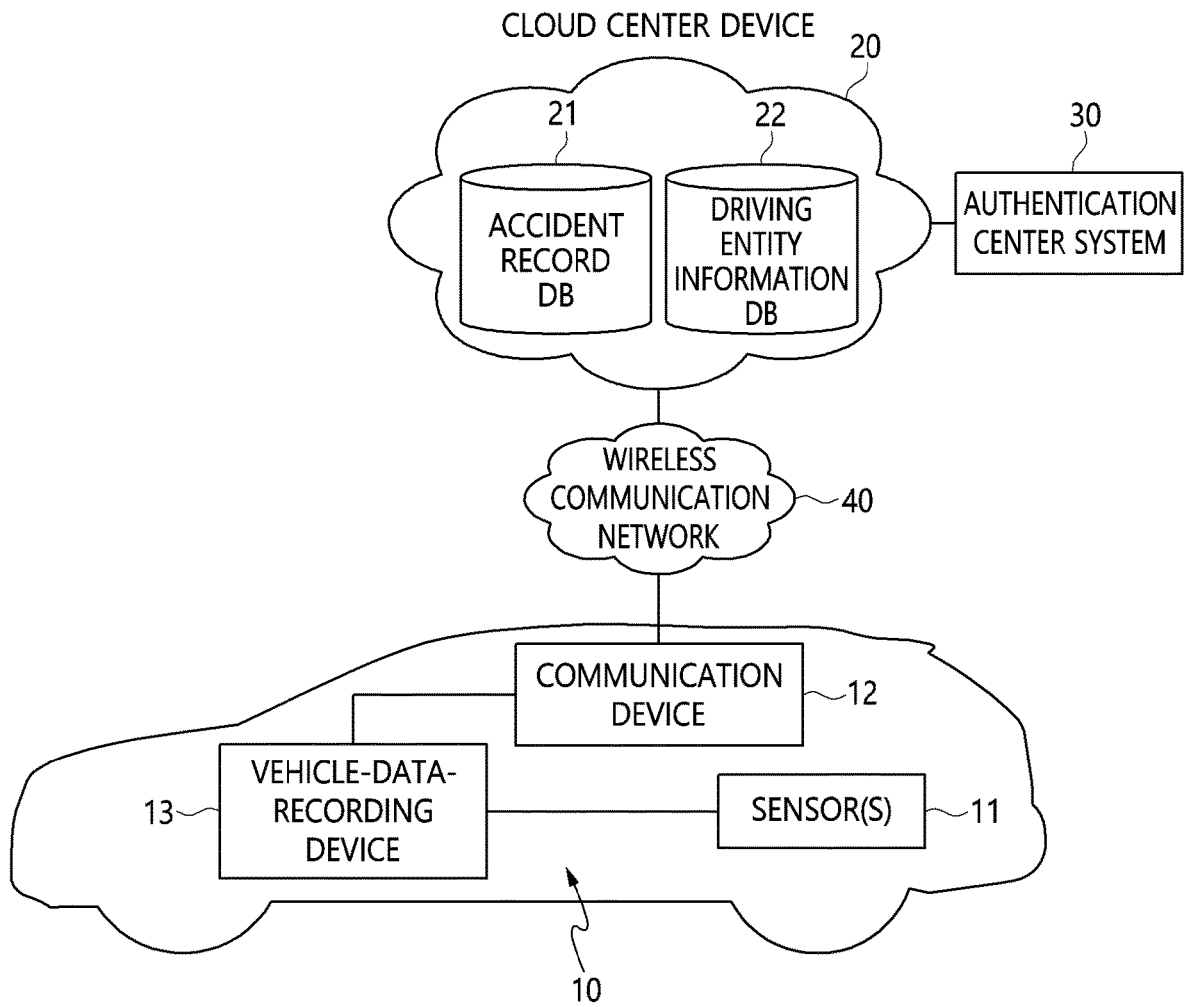 CLOUD CENTER DEVICE
20
21
22
30
ACCIDENT
RECORD
DB
DRIVING
ENTITY
INFORMATION
DB
AUTHENTICATION
CENTER SYSTEM
WIRELESS
COMMUNICATION
NETWORK
40
COMMUNICATION
DEVICE
12
VEHICLE-DATA-
RECORDING
DEVICE
13
SENSOR(S)
11
10